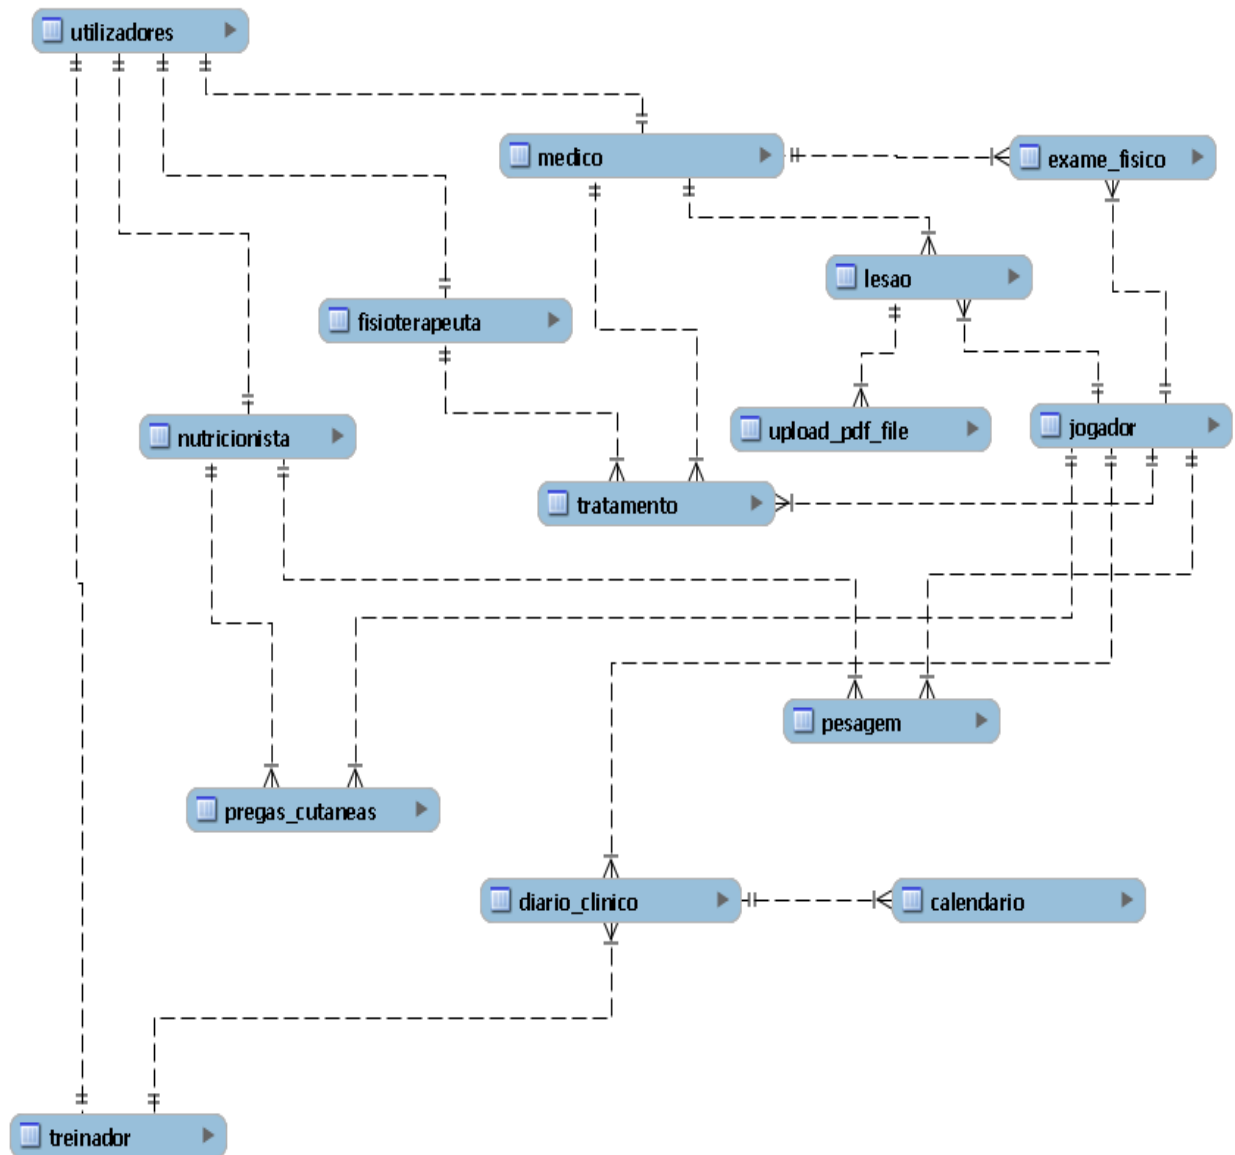 utilizadores
medico
exame_fisico
lesao
fisioterapeuta
upload_pdf_file
jogador
nutricionista
tratamento
pesagem
pregas_cutaneas
diario_clinico
calendario
treinador